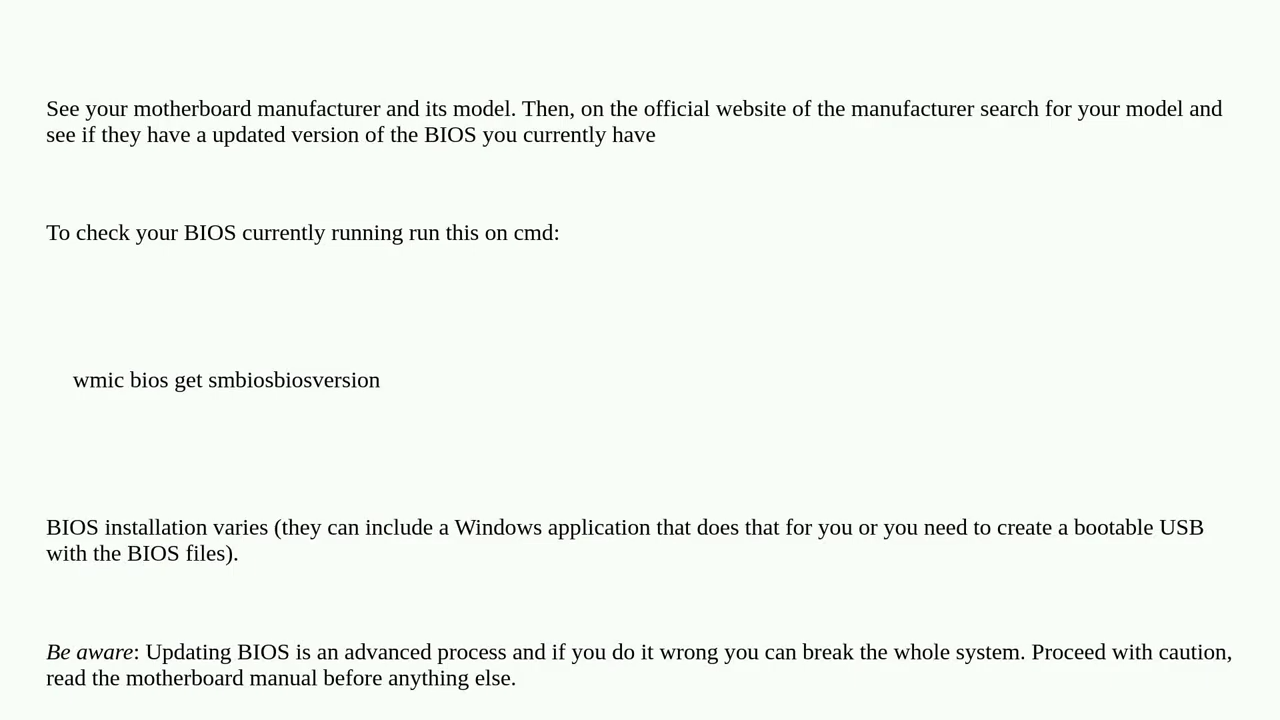 See your motherboard manufacturer and its model. Then, on the official website of the manufacturer search for your model and
see if they have a updated version of the BIOS you currently have
To check your BIOS currently running run this on cmd:
wmic bios get smbiosbiosversion
BIOS installation varies (they can include a Windows application that does that for you or you need to create a bootable USB
with the BIOS files).
Be aware: Updating BIOS is an advanced process and if you do it wrong you can break the whole system. Proceed with caution,
read the motherboard manual before anything else.